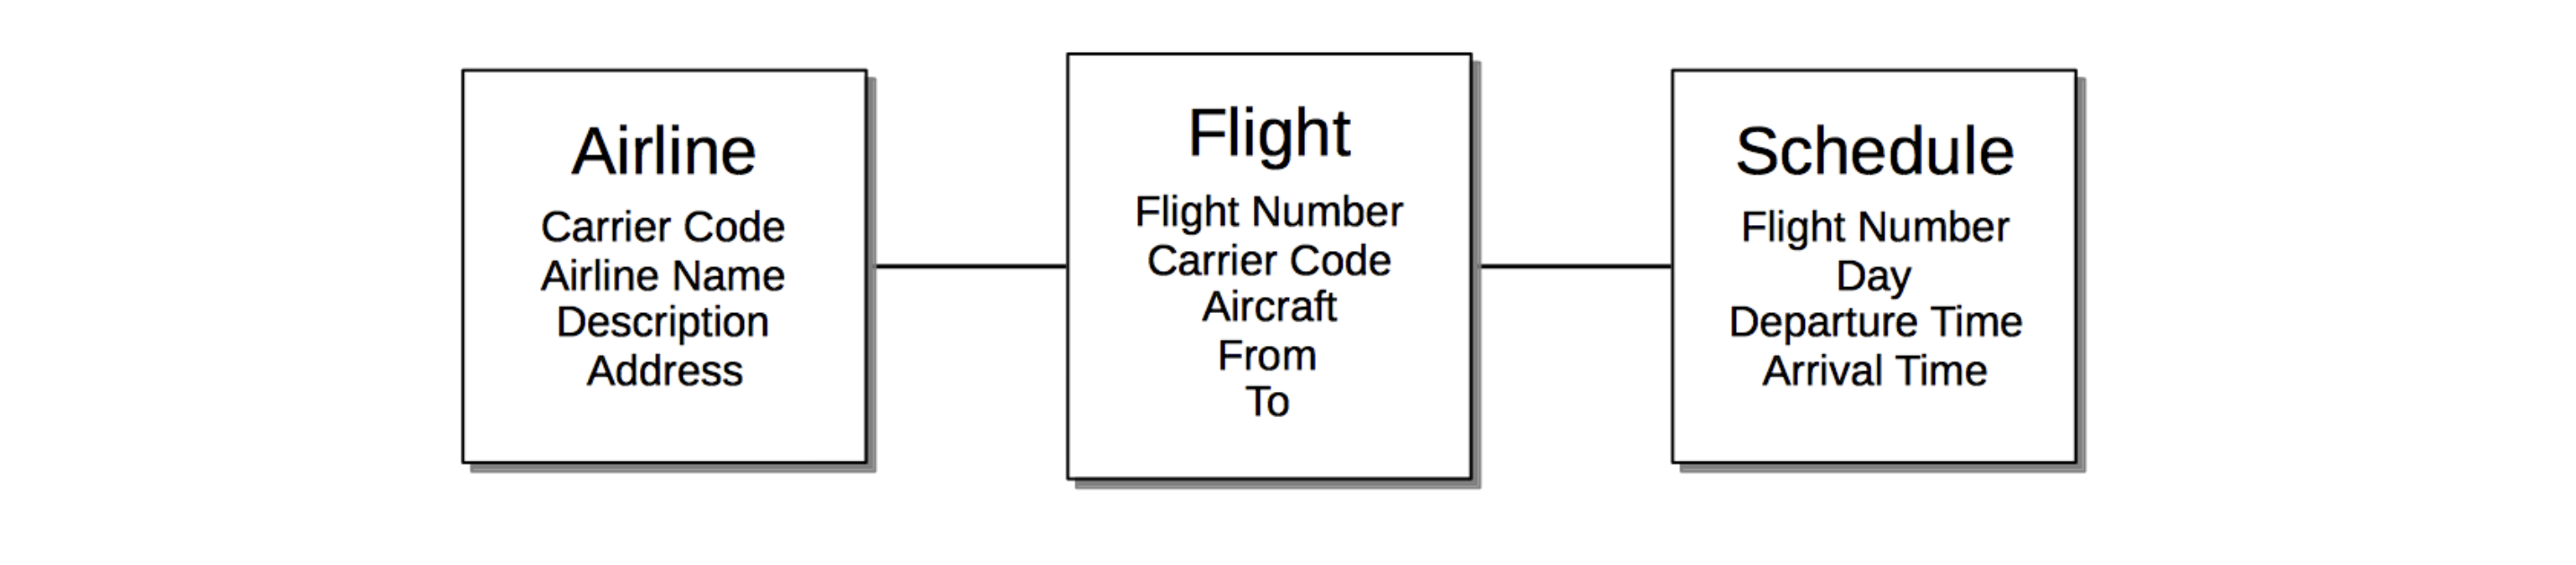 Airline
Carrier Code
Airline Name
Description
Address
Flight
Flight Number
Carrier Code
Aircraft
From
To
Schedule
Flight Number
Day
Departure Time
Arrival Time